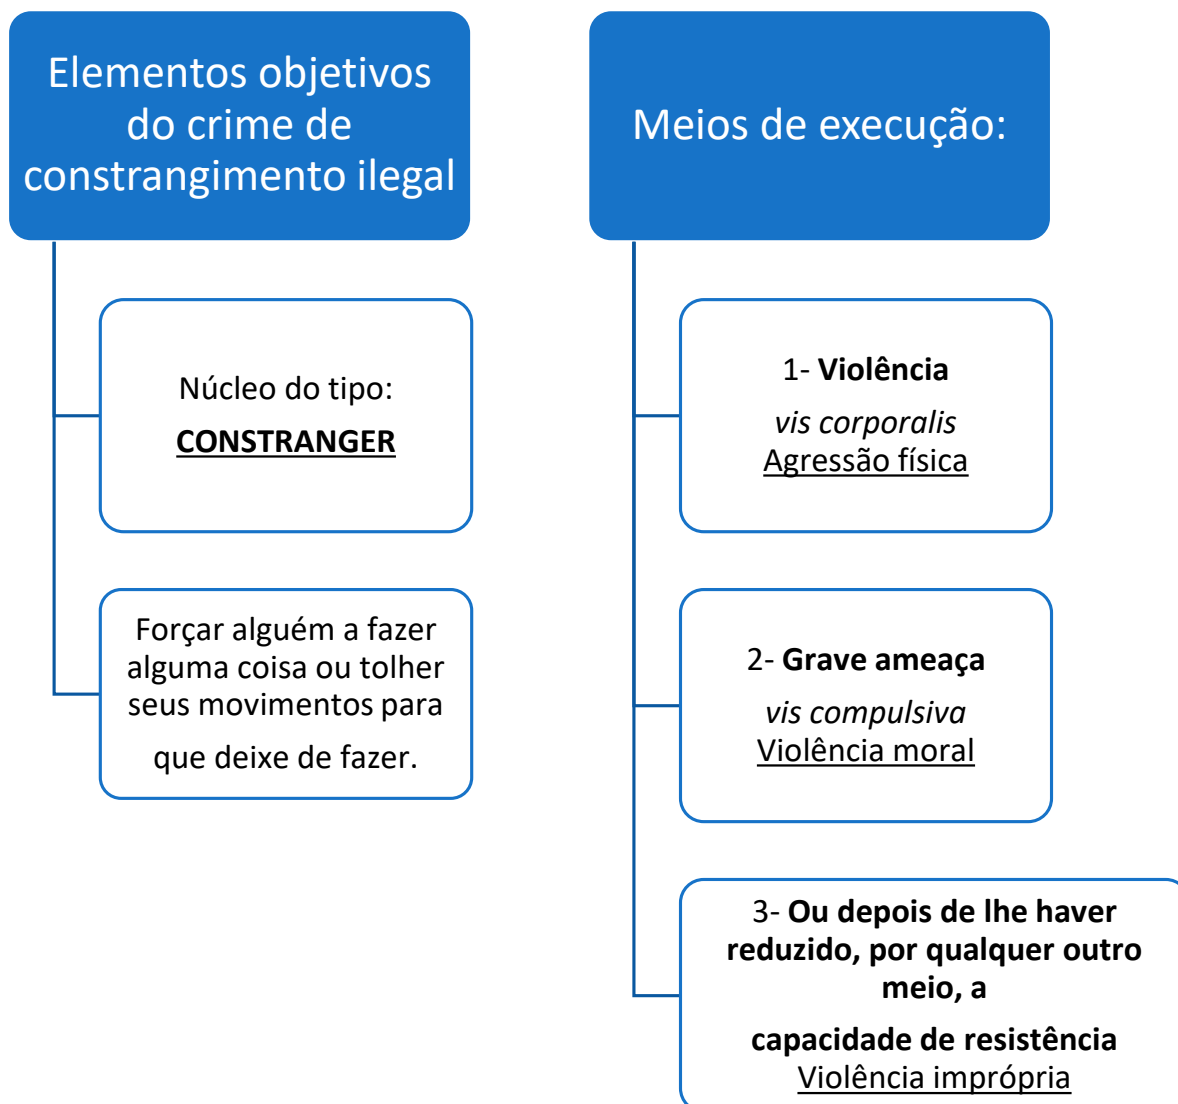 Elementos objetivos
do crime de
constrangimento ilegal
Núcleo do tipo:
CONSTRANGER
Forçar alguém a fazer
alguma coisa ou tolher
seus movimentos para
que deixe de fazer.
Meios de execução:
1- Violência
vis corporalis
Agressão física
2- Grave ameaça
vis compulsiva
Violência moral
3- Ou depois de lhe haver
reduzido, por qualquer outro
meio, a
capacidade de resistência
Violência imprópria